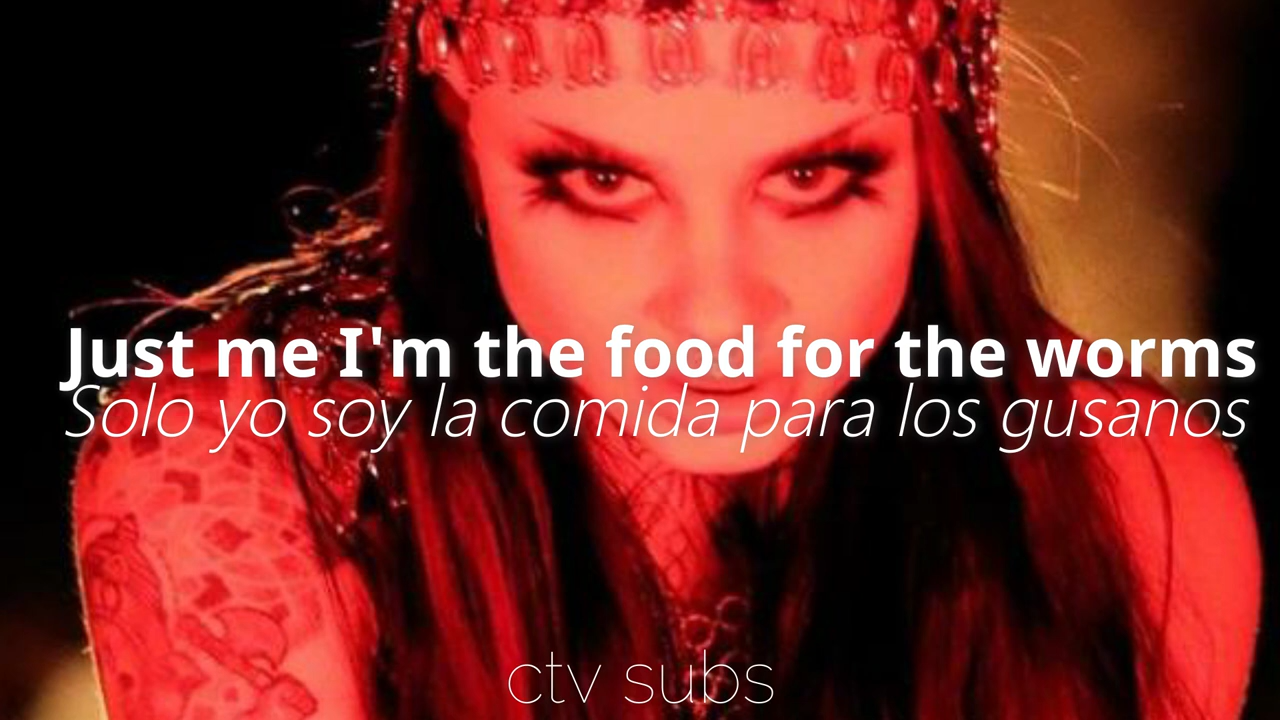 Just me I'm the food for the worms
Solo yo soy la comida para los gusanos
ctv subs